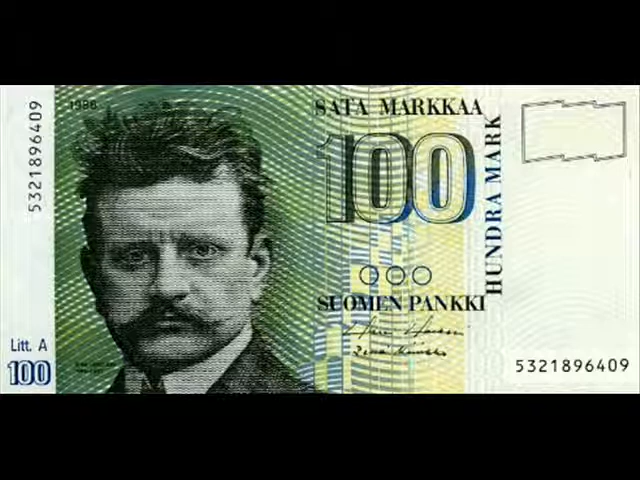 1986
5321896409
SATA MARKKAA
100
HUNDRA MARK
SUOMEN PANKKI
Litt. A
100
5321896409